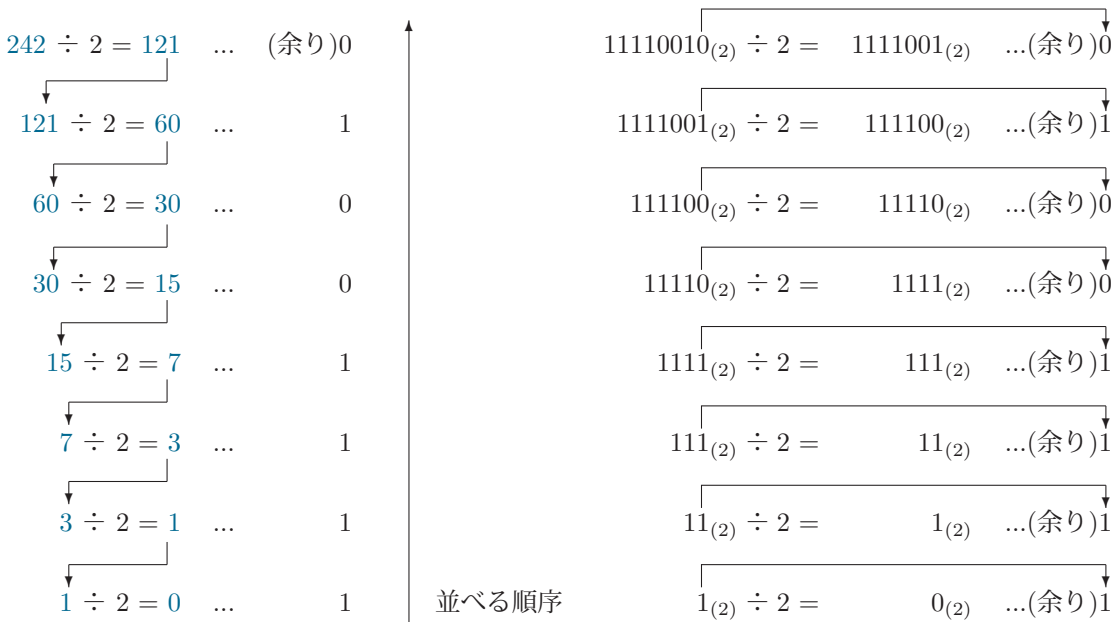 242 ÷ 2 = 121 ... (余り)0 11110010(2) ÷ 2 = 1111001(2) ...(余り)0
121 ÷ 2 = 60 ... 1 1111001(2) ÷ 2 = 111100(2) ...(余り)1
60 ÷ 2 = 30 ... 0 111100(2) ÷ 2 = 11110(2) ...(余り)0
30 ÷ 2 = 15 ... 0 11110(2) ÷ 2 = 1111(2) ...(余り)0
15 ÷ 2 = 7 ... 1 1111(2) ÷ 2 = 111(2) ...(余り)1
7 ÷ 2 = 3 ... 1 111(2) ÷ 2 = 11(2) ...(余り)1
3 ÷ 2 = 1 ... 1 11(2) ÷ 2 = 1(2) ...(余り)1
1 ÷ 2 = 0 ... 1 並べる順序 1(2) ÷ 2 = 0(2) ...(余り)1